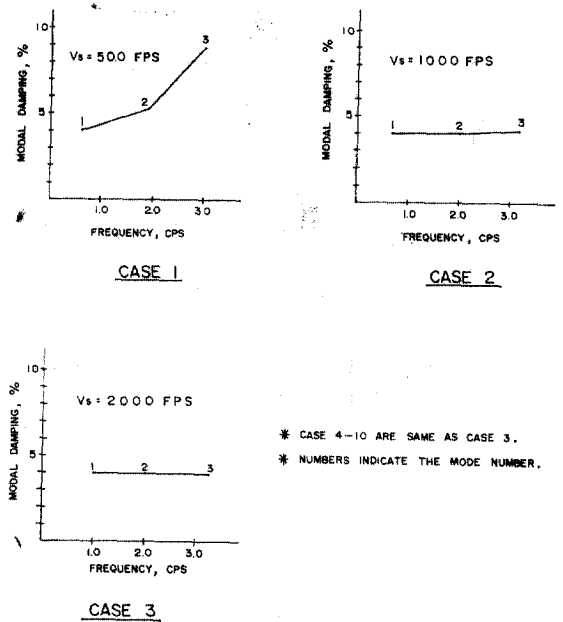 10
MODAL DAMPING, %
Vs = 50.0 FPS
5
1
2
3
1.0
2.0
3.0
FREQUENCY, CPS
CASE 1
10
MODAL DAMPING, %
Vs = 1000 FPS
5
1
2
3
1.0
2.0
3.0
FREQUENCY, CPS
CASE 2
10
MODAL DAMPING, %
Vs = 2000 FPS
5
1
2
3
1.0
2.0
3.0
FREQUENCY, CPS
CASE 3
* CASE 4-10 ARE SAME AS CASE 3.
* NUMBERS INDICATE THE MODE NUMBER.